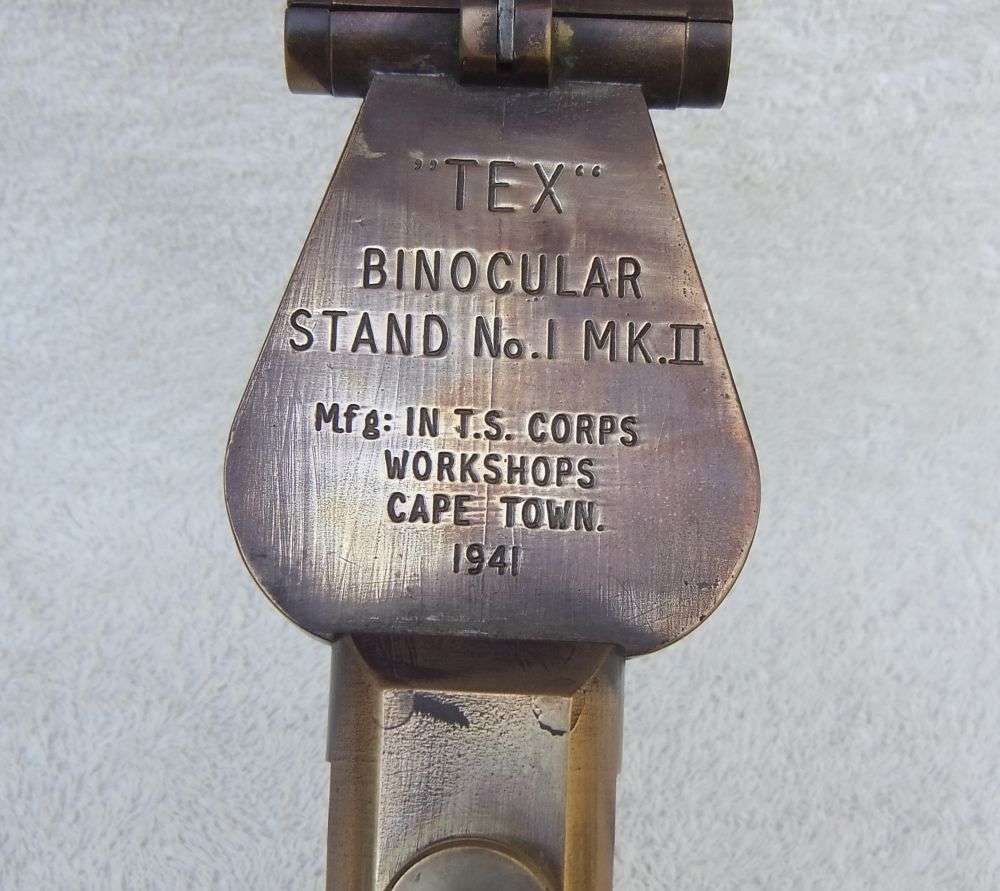 ”TEX“
BINOCULAR
STAND No.1 MK.II
Mfg: IN T.S. CORPS
WORKSHOPS
CAPE TOWN.
1941